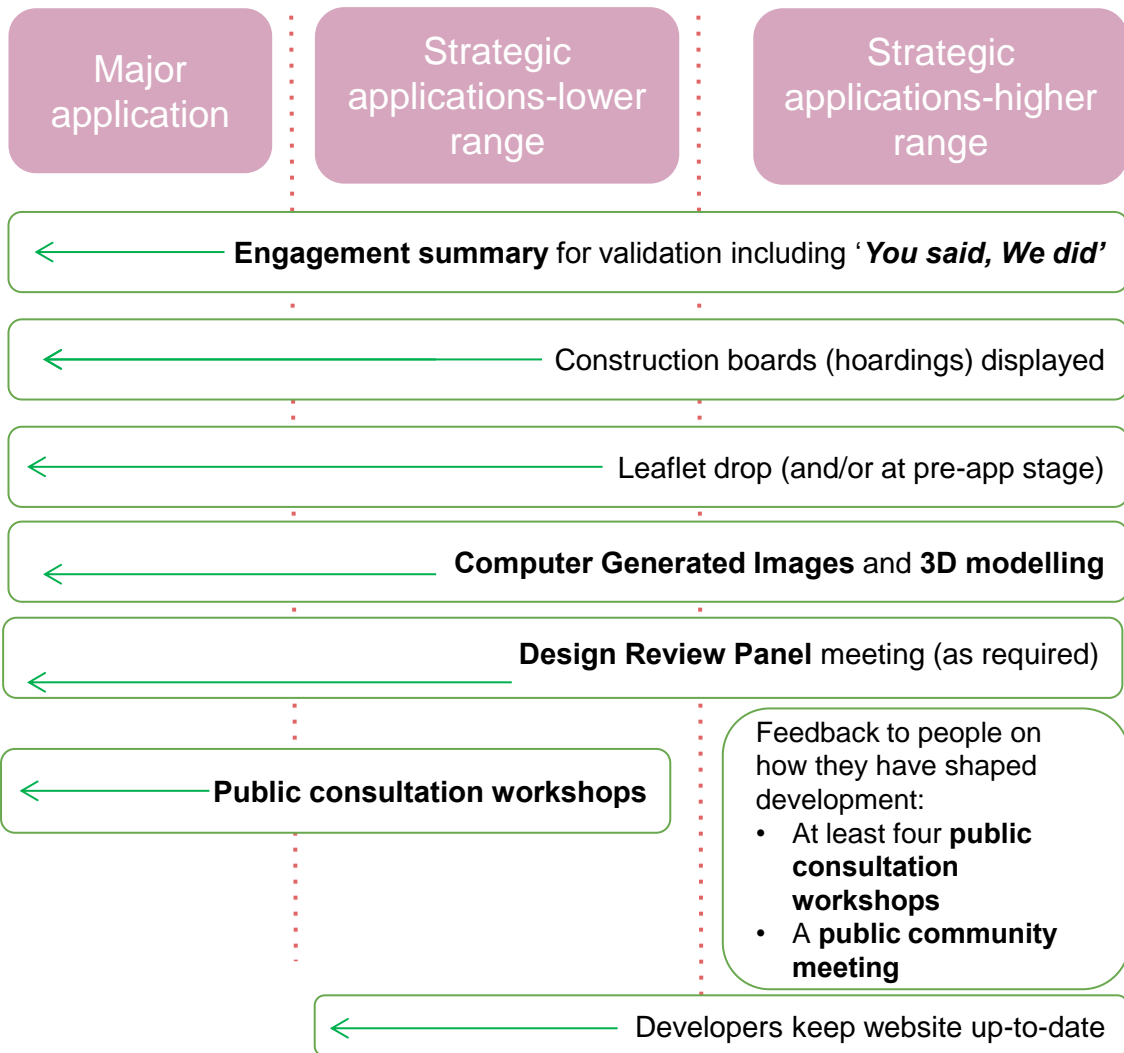 Major
application
Strategic
applications-lower
range
Strategic
applications-higher
range
Engagement summary for validation including ‘You said, We did’
Construction boards (hoardings) displayed
Leaflet drop (and/or at pre-app stage)
Computer Generated Images and 3D modelling
Design Review Panel meeting (as required)
Public consultation workshops
Feedback to people on
how they have shaped
development:
• At least four public
consultation
workshops
• A public community
meeting
Developers keep website up-to-date